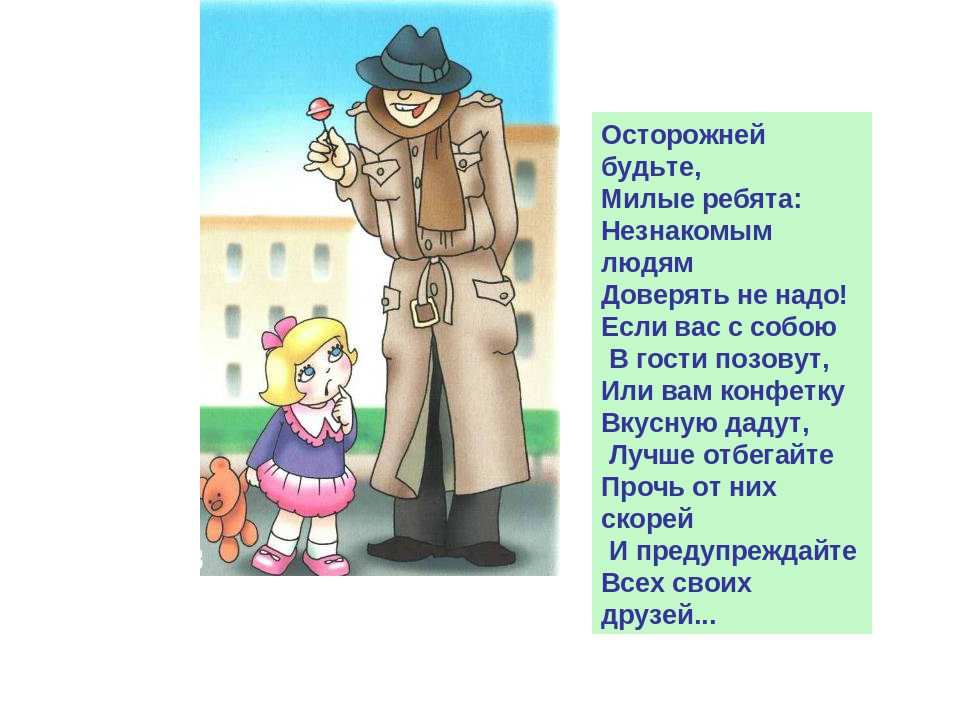 Осторожней
будьте,
Милые ребята:
Незнакомым
людям
Доверять не надо!
Если вас с собою
В гости позовут,
Или вам конфетку
Вкусную дадут,
Лучше отбегайте
Прочь от них
скорей
И предупреждайте
Всех своих
друзей...